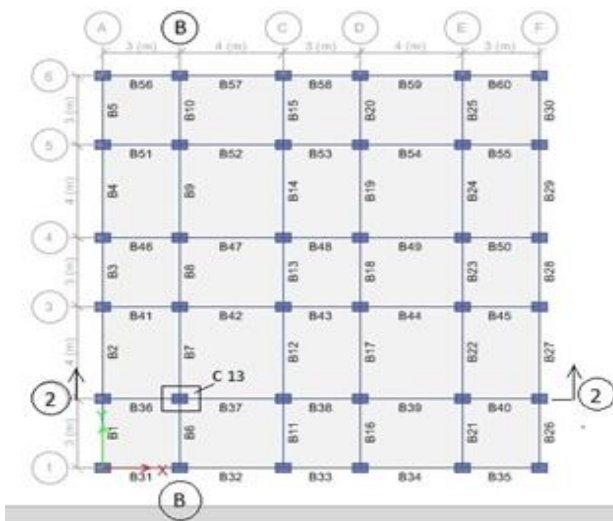 A B C D E F
3 (m) 4 (m) 3 (m) 4 (m) 3 (m)
6
B56 B57 B58 B59 B60
3 (m) B5 B10 B15 B20 B25 B30
5
B51 B52 B53 B54 B55
4 (m) B4 B9 B14 B19 B24 B29
4
B46 B47 B48 B49 B50
3 (m) B3 B8 B13 B18 B23 B28
3
B41 B42 B43 B44 B45
4 (m) B2 B7 B12 B17 B22 B27
C 13
2 2
B36 B37 B38 B39 B40
3 (m) Y B1 B6 B11 B16 B21 B26
1 X
B31 B32 B33 B34 B35
B